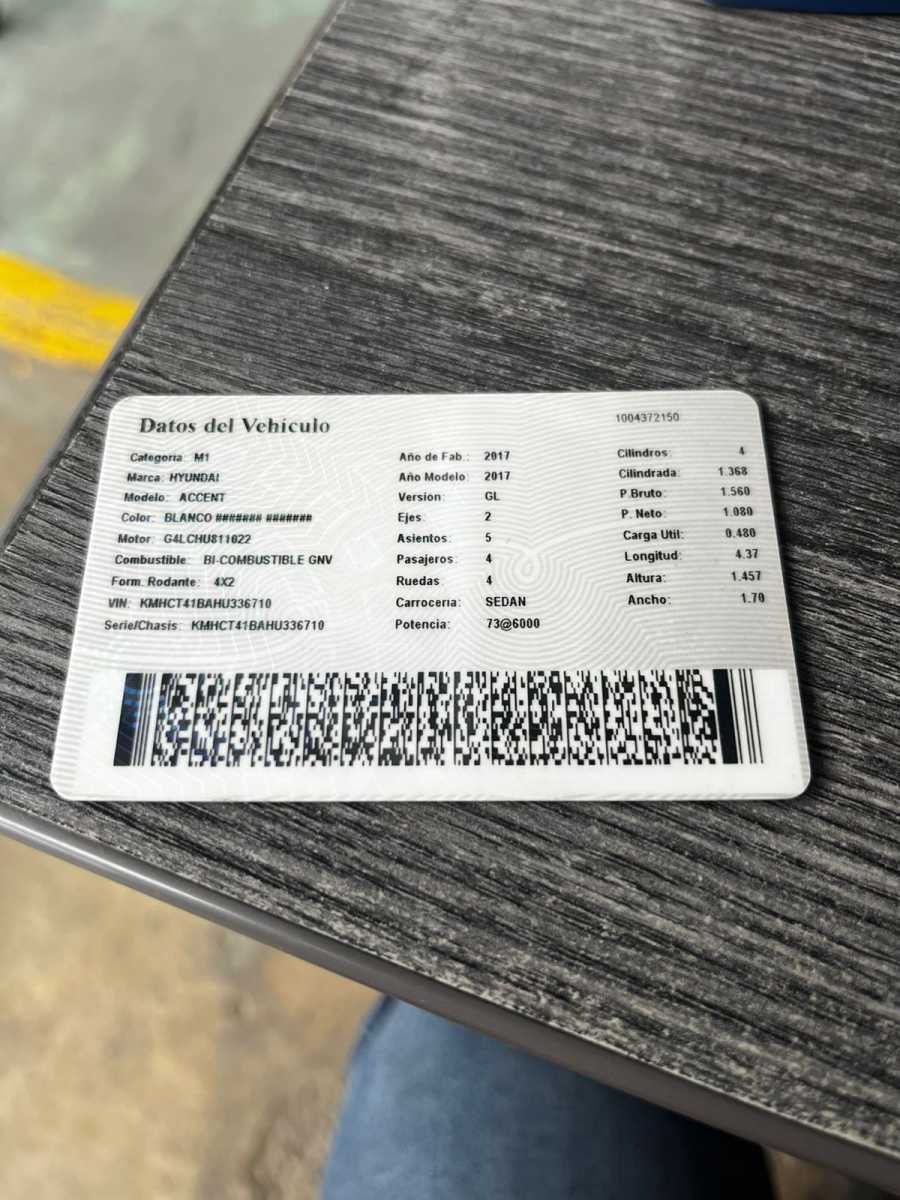 Datos del Vehículo
1004372150
Categoria: M1
Marca: HYUNDAI
Modelo: ACCENT
Color: BLANCO ####### #######
Motor: G4LCHU811022
Combustible: BI-COMBUSTIBLE GNV
Form. Rodante: 4X2
VIN: KMHCT41BAHU336710
Serie/Chasis: KMHCT41BAHU336710
Año de Fab.: 2017
Año Modelo: 2017
Version: GL
Ejes: 2
Asientos: 5
Pasajeros: 4
Ruedas: 4
Carroceria: SEDAN
Potencia: 73@6000
Cilindros: 4
Cilindrada: 1.368
P.Bruto: 1.560
P. Neto: 1.080
Carga Util: 0.480
Longitud: 4.37
Altura: 1.457
Ancho: 1.70